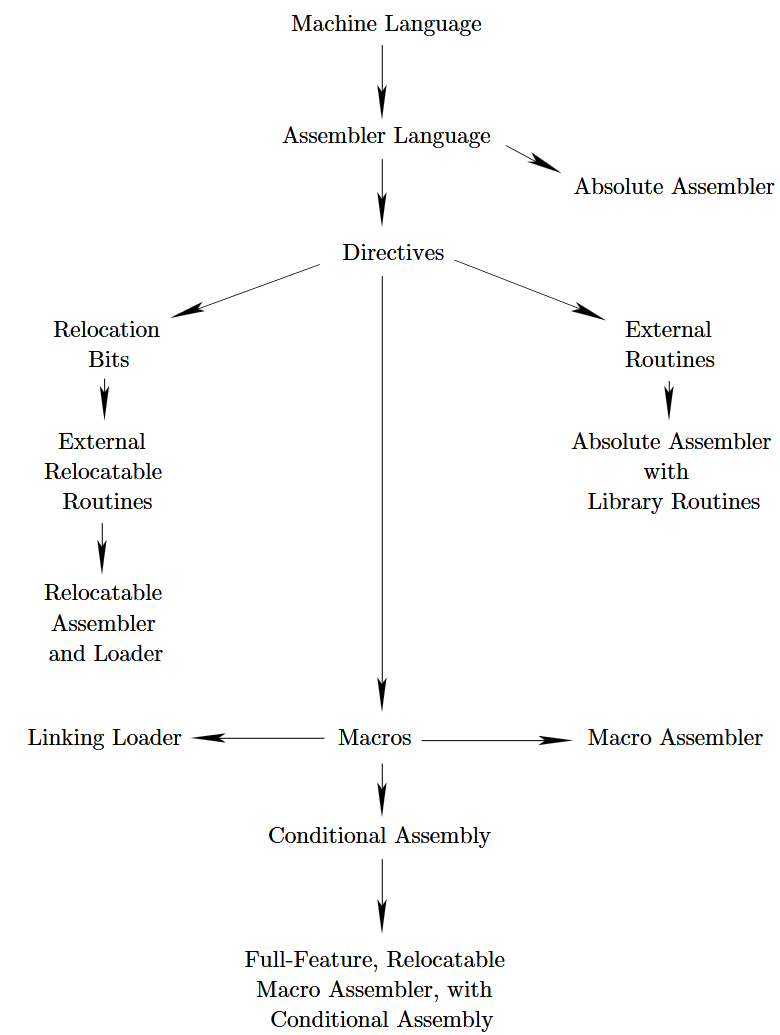 Machine Language
Assembler Language
Absolute Assembler
Directives
Relocation
Bits
External
Routines
External
Relocatable
Routines
Absolute Assembler
with
Library Routines
Relocatable
Assembler
and Loader
Linking Loader
Macros
Macro Assembler
Conditional Assembly
Full-Feature, Relocatable
Macro Assembler, with
Conditional Assembly